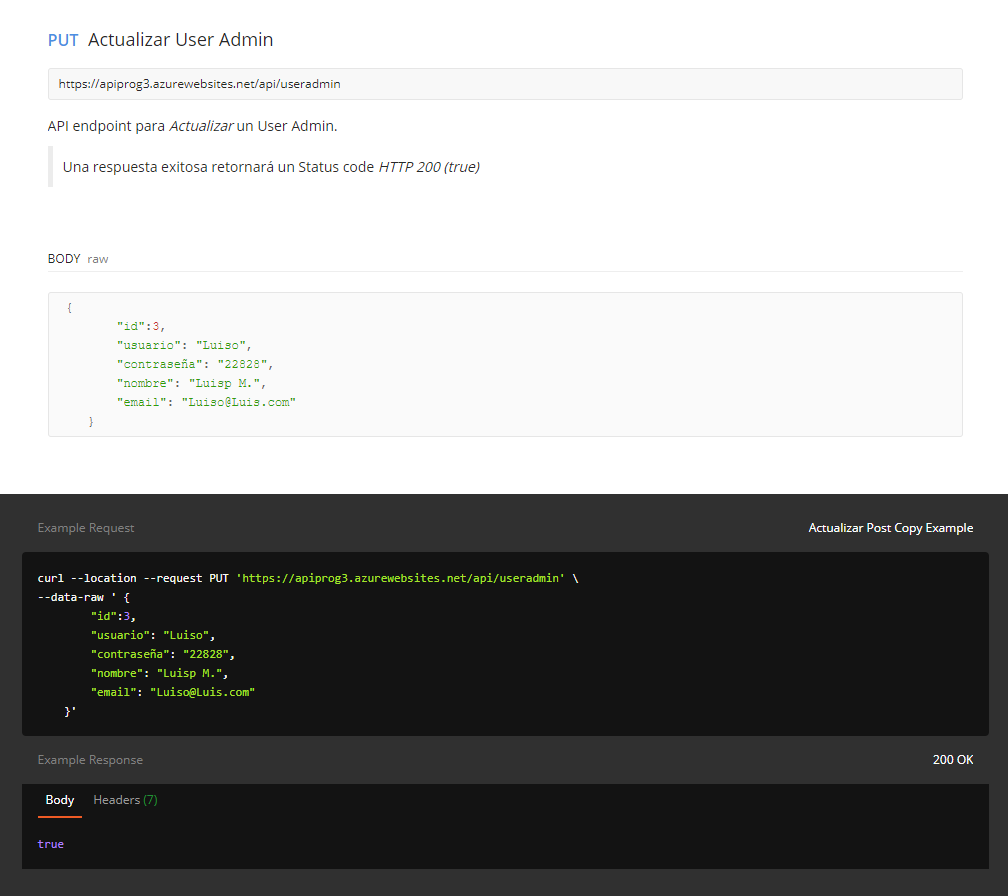 PUT Actualizar User Admin
https://apiprog3.azurewebsites.net/api/useradmin
API endpoint para Actualizar un User Admin.
Una respuesta exitosa retornará un Status code HTTP 200 (true)
BODY raw
{
"id":3,
"usuario": "Luiso",
"contraseña": "22828",
"nombre": "Luisp M.",
"email": "Luiso@Luis.com"
}
Example Request Actualizar Post Copy Example
curl --location --request PUT 'https://apiprog3.azurewebsites.net/api/useradmin' \
--data-raw ' {
"id":3,
"usuario": "Luiso",
"contraseña": "22828",
"nombre": "Luisp M.",
"email": "Luiso@Luis.com"
}'
Example Response 200 OK
Body Headers (7)
true